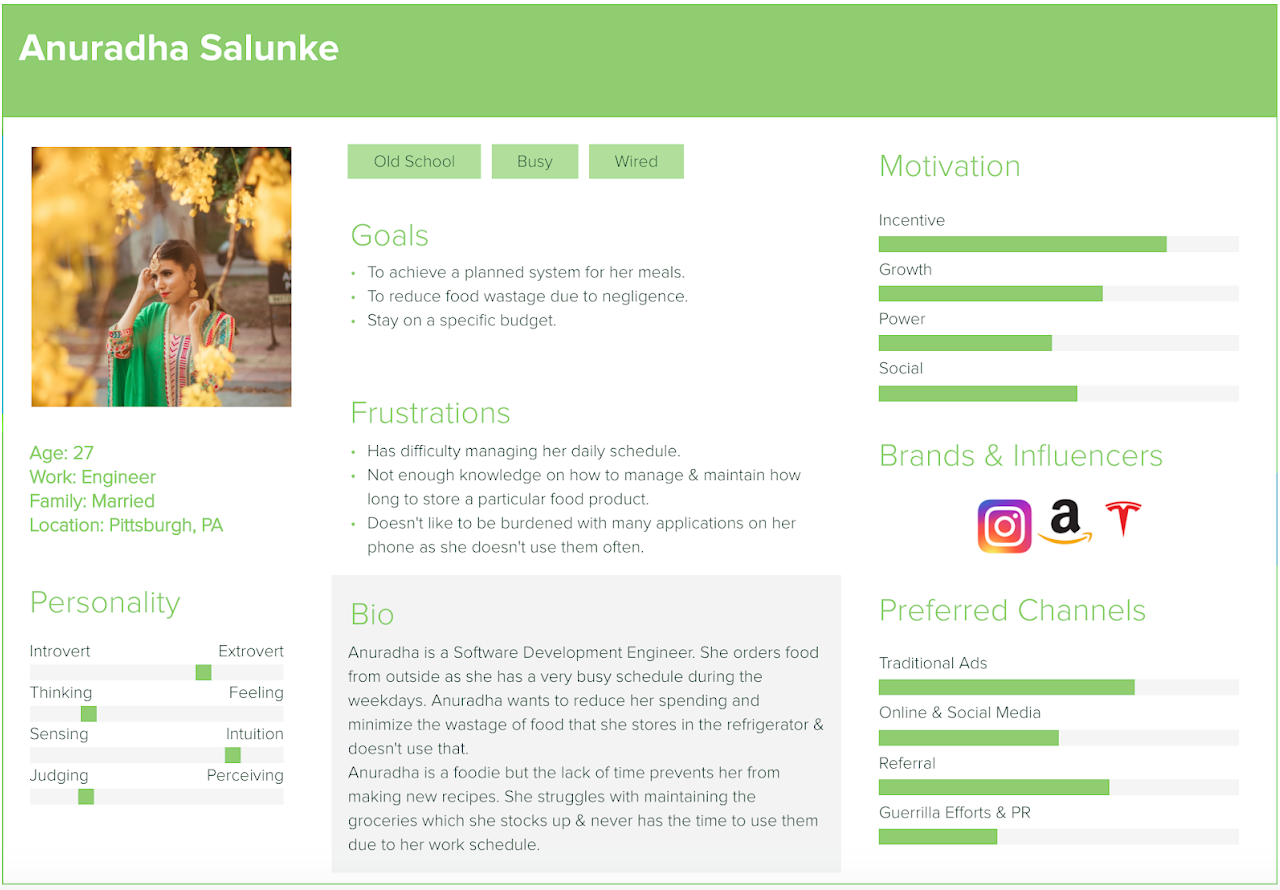 Anuradha Salunke
Old School
Busy
Wired
Goals
• To achieve a planned system for her meals.
• To reduce food wastage due to negligence.
• Stay on a specific budget.
Frustrations
• Has difficulty managing her daily schedule.
• Not enough knowledge on how to manage & maintain how
long to store a particular food product.
• Doesn't like to be burdened with many applications on her
phone as she doesn't use them often.
Age: 27
Work: Engineer
Family: Married
Location: Pittsburgh, PA
Personality
Introvert Extrovert
Thinking Feeling
Sensing Intuition
Judging Perceiving
Bio
Anuradha is a Software Development Engineer. She orders food
from outside as she has a very busy schedule during the
weekdays. Anuradha wants to reduce her spending and
minimize the wastage of food that she stores in the refrigerator &
doesn't use that.
Anuradha is a foodie but the lack of time prevents her from
making new recipes. She struggles with maintaining the
groceries which she stocks up & never has the time to use them
due to her work schedule.
Motivation
Incentive
Growth
Power
Social
Brands & Influencers
a
Preferred Channels
Traditional Ads
Online & Social Media
Referral
Guerrilla Efforts & PR